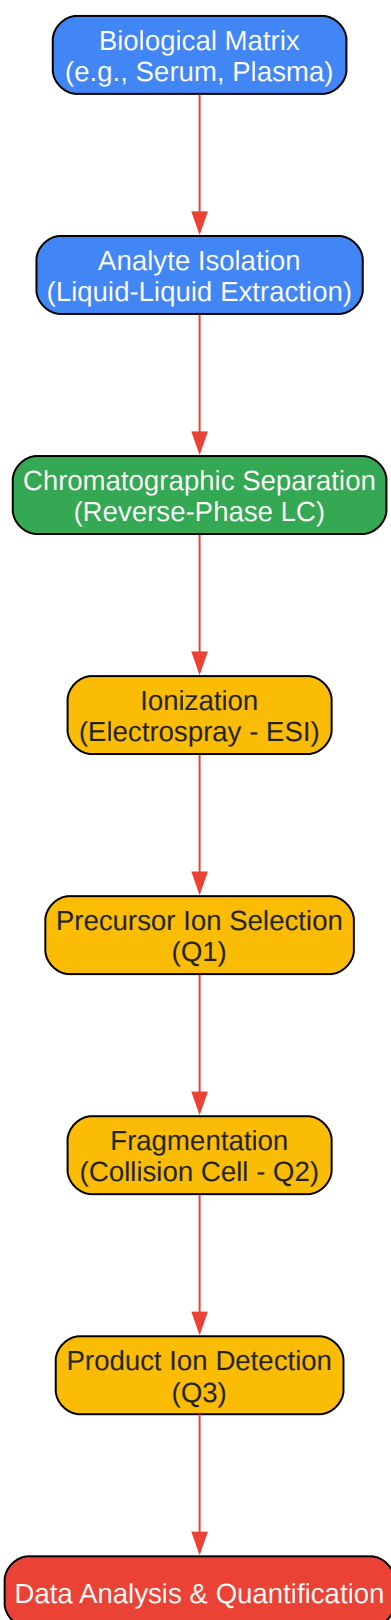 Biological Matrix
(e.g., Serum, Plasma)
Analyte Isolation
(Liquid-Liquid Extraction)
Chromatographic Separation
(Reverse-Phase LC)
Ionization
(Electrospray - ESI)
Precursor Ion Selection
(Q1)
Fragmentation
(Collision Cell - Q2)
Product Ion Detection
(Q3)
Data Analysis & Quantification